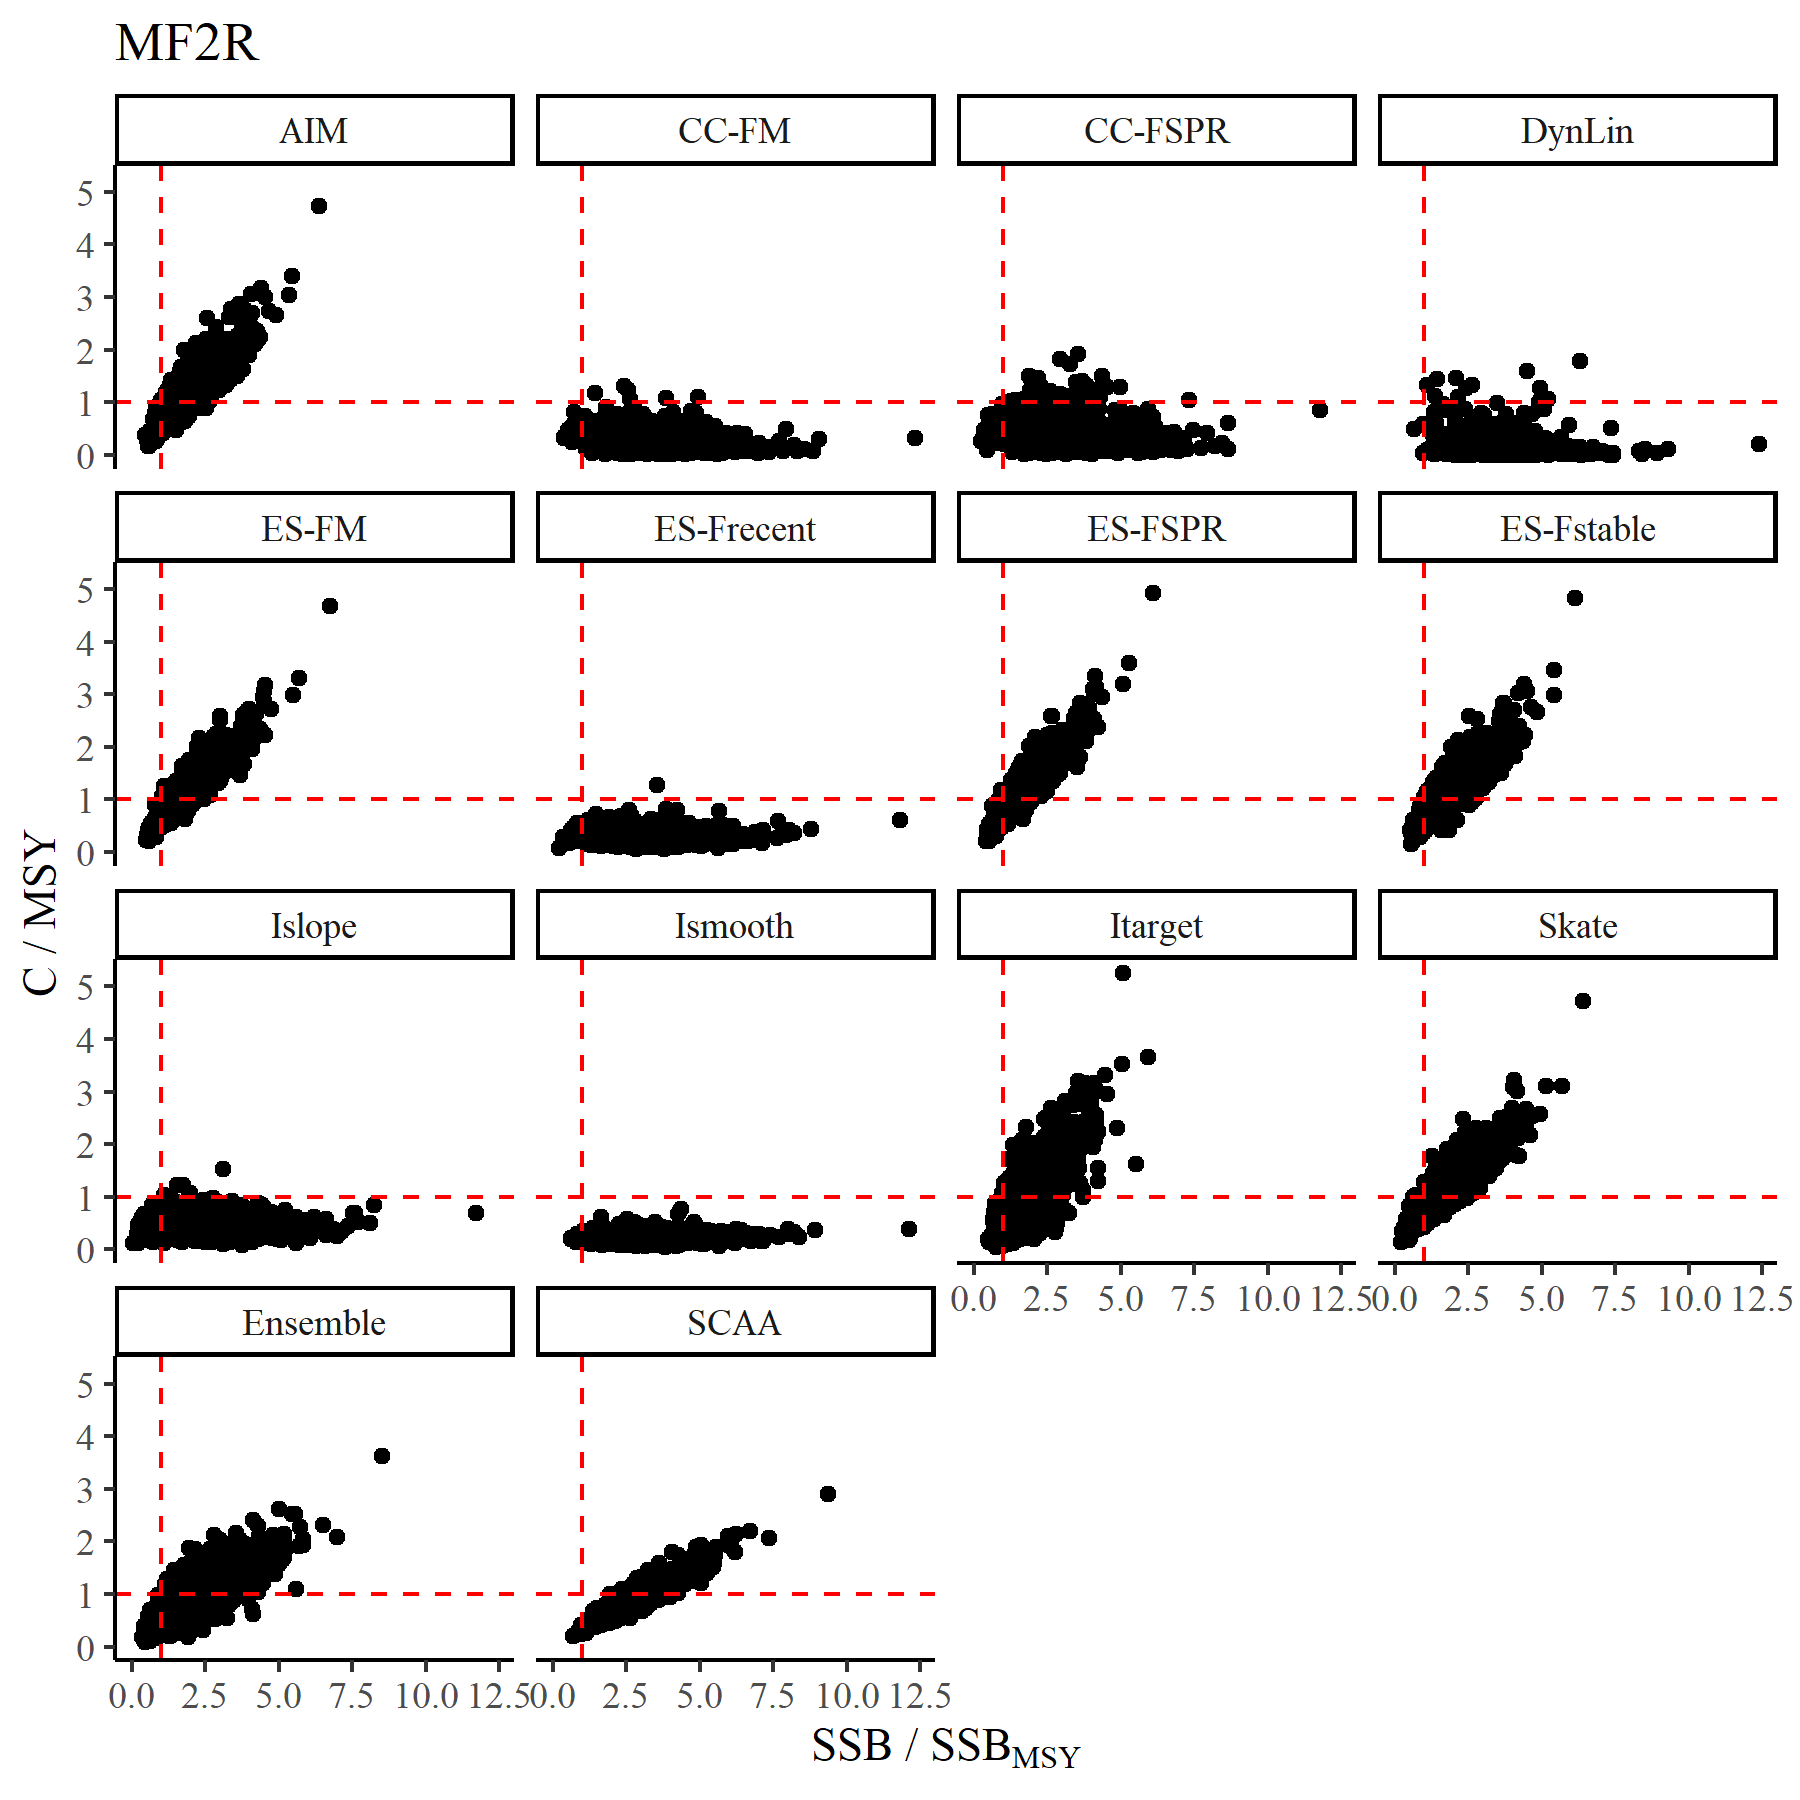 MF2R
AIM CC-FM CC-FSPR DynLin
5
4
3
2
1
0
ES-FM ES-Frecent ES-FSPR ES-Fstable
5
4
3
2
1
0
C / MSY
Islope Ismooth Itarget Skate
5
4
3
2
1
0
0.0 2.5 5.0 7.5 10.0 12.5 0.0 2.5 5.0 7.5 10.0 12.5
Ensemble SCAA
5
4
3
2
1
0
0.0 2.5 5.0 7.5 10.0 12.5 0.0 2.5 5.0 7.5 10.0 12.5
SSB / SSB_MSY